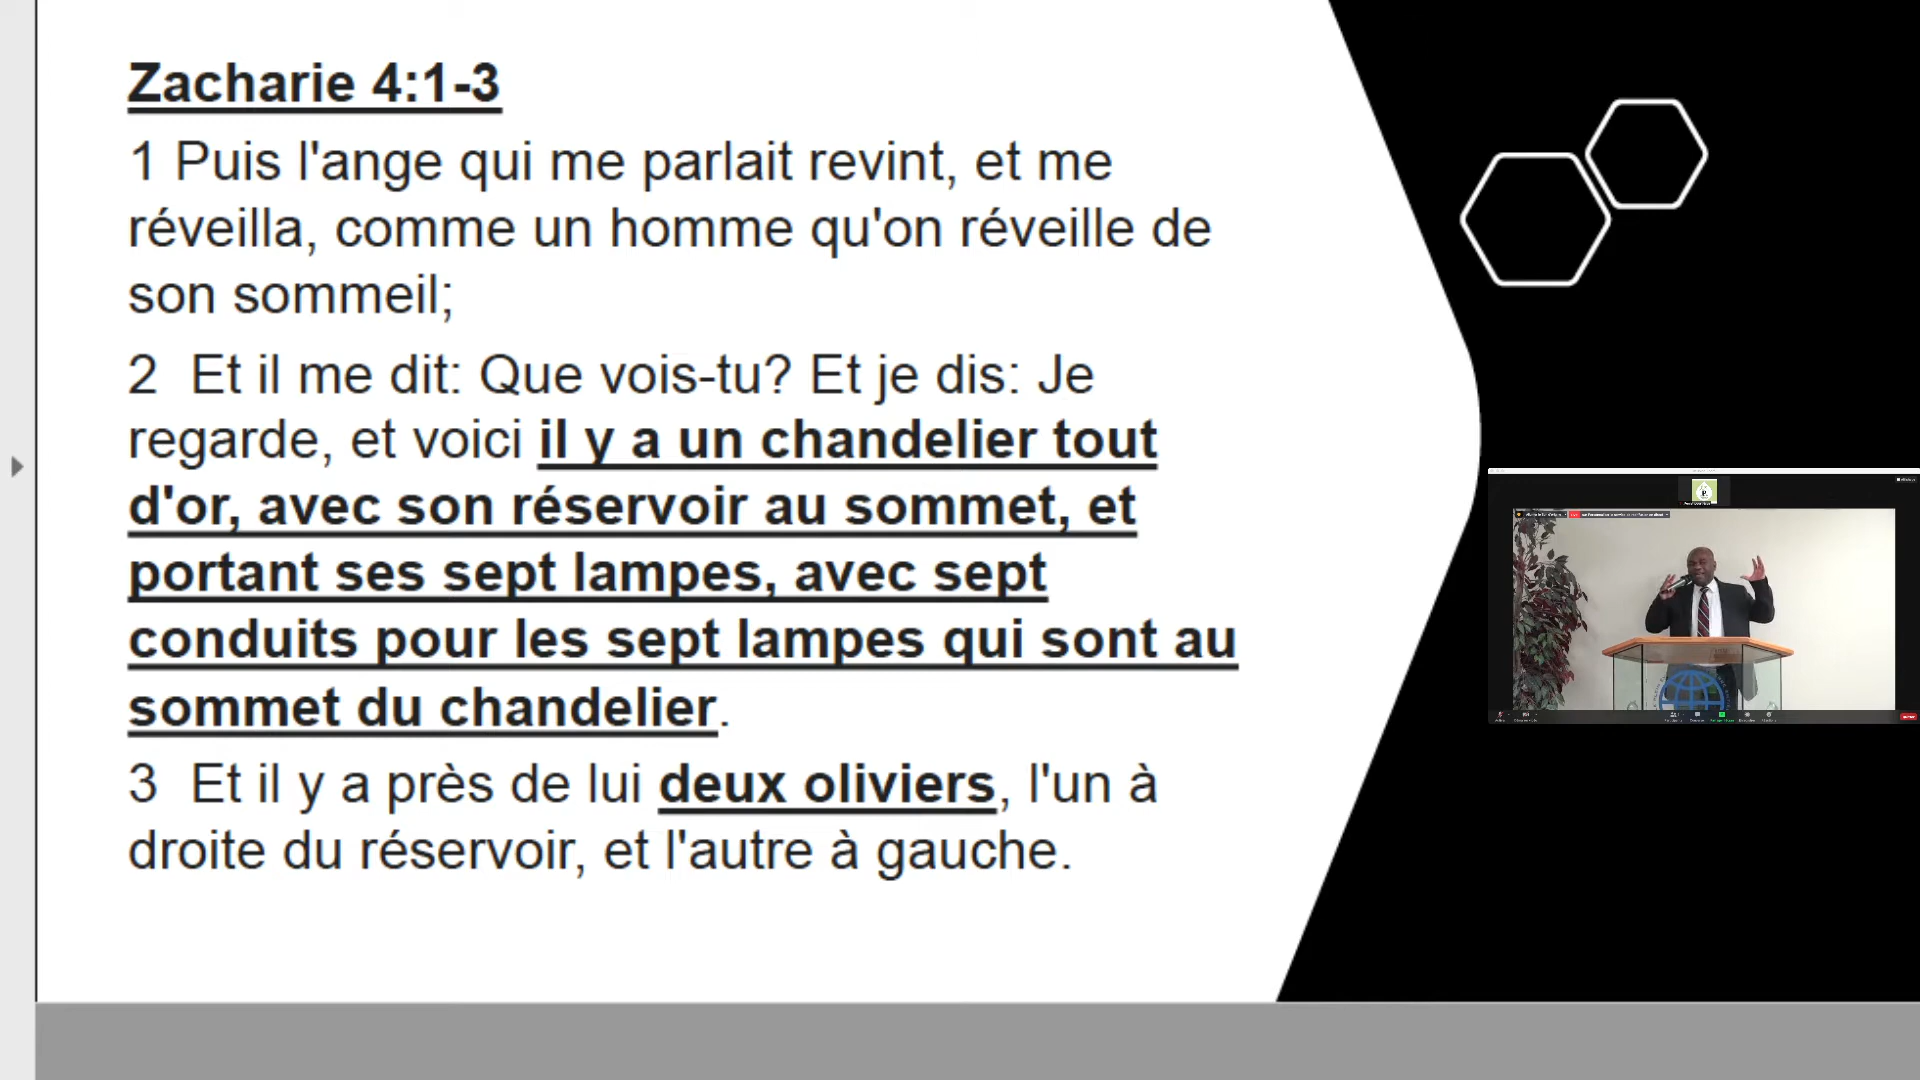 Zacharie 4:1-3
1 Puis l'ange qui me parlait revint, et me
réveilla, comme un homme qu'on réveille de
son sommeil;
2 Et il me dit: Que vois-tu? Et je dis: Je
regarde, et voici il y a un chandelier tout
d'or, avec son réservoir au sommet, et
portant ses sept lampes, avec sept
conduits pour les sept lampes qui sont au
sommet du chandelier.
3 Et il y a près de lui deux oliviers, l'un à
droite du réservoir, et l'autre à gauche.